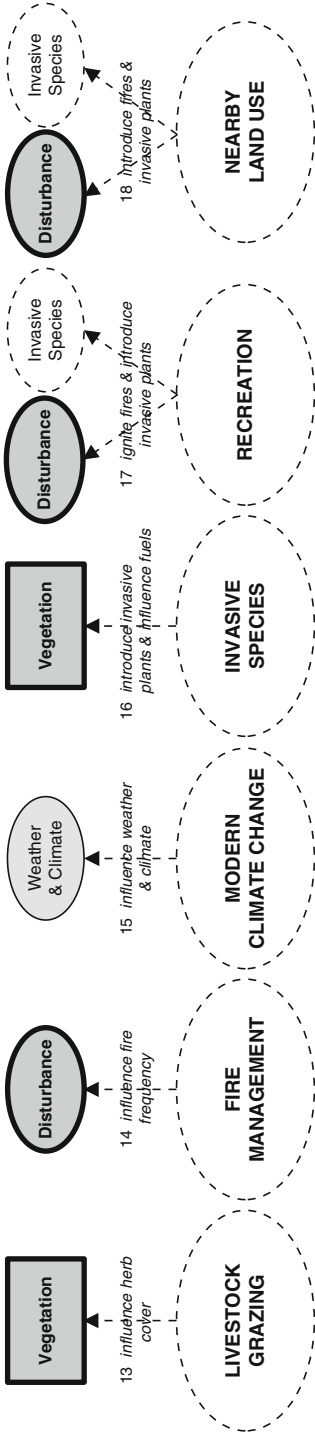 Vegetation
13 influence herb
cover
LIVESTOCK
GRAZING
Disturbance
14 influence fire
frequency
FIRE
MANAGEMENT
Weather
& Climate
15 influence weather
& climate
MODERN
CLIMATE CHANGE
Vegetation
16 introduce invasive
plants & influence fuels
INVASIVE
SPECIES
Disturbance
Invasive
Species
17 ignite fires & introduce
invasive plants
RECREATION
Disturbance
Invasive
Species
18 introduce fires &
invasive plants
NEARBY
LAND USE